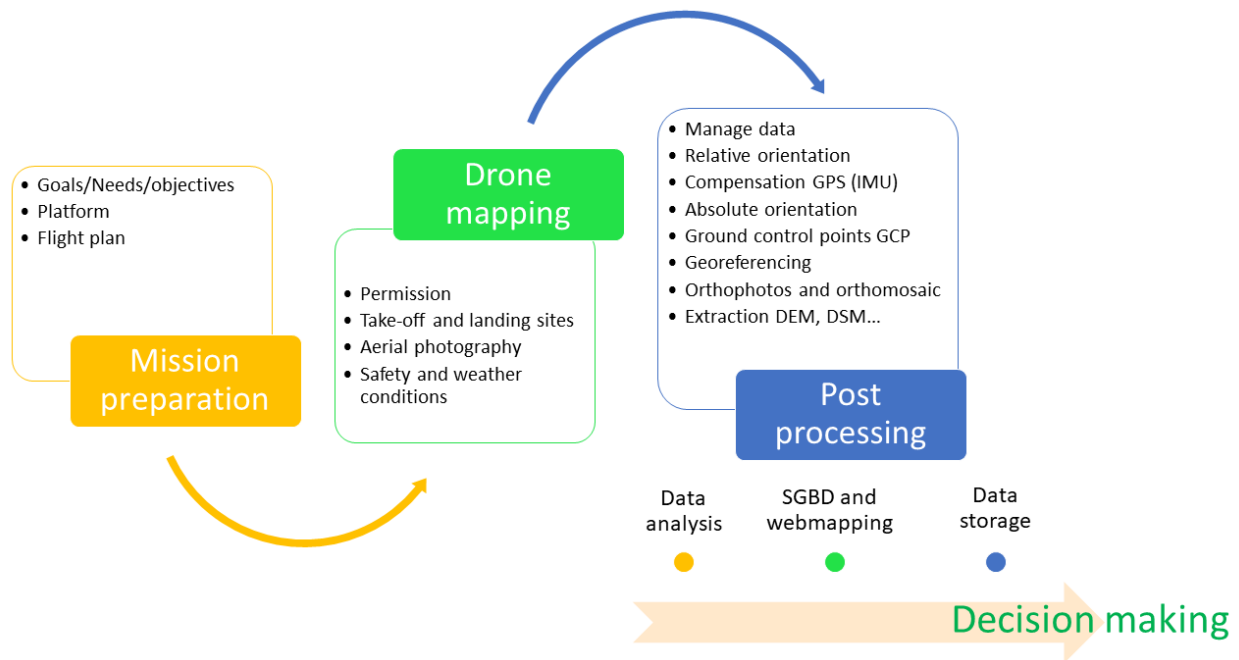 • Goals/Needs/objectives
• Platform
• Flight plan
Mission
preparation
Drone
mapping
• Permission
• Take-off and landing sites
• Aerial photography
• Safety and weather
conditions
• Manage data
• Relative orientation
• Compensation GPS (IMU)
• Absolute orientation
• Ground control points GCP
• Georeferencing
• Orthophotos and orthomosaic
• Extraction DEM, DSM...
Post
processing
Data
analysis
SGBD and
webmapping
Data
storage
Decision making